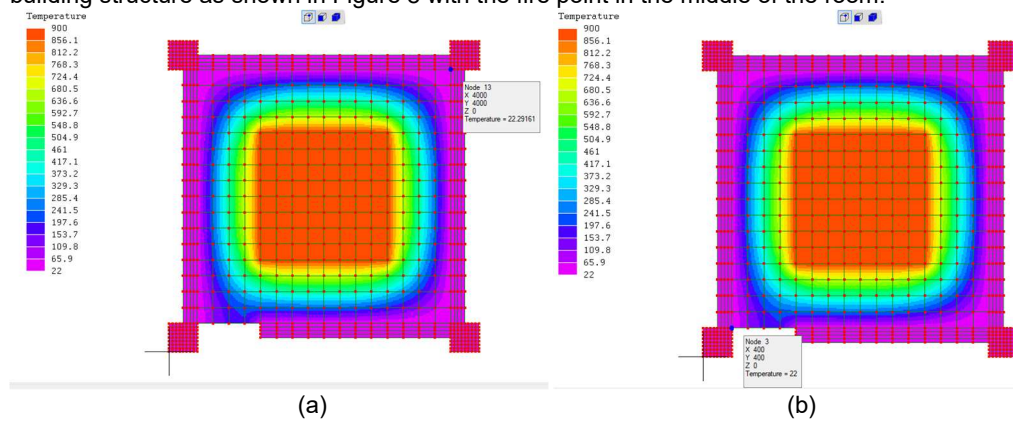 building structure as shown in Figure 8 with the fire point in the middle of the room.
Temperature
900
856.1
812.2
768.3
724.4
680.5
636.6
592.7
548.8
504.9
461
417.1
373.2
329.3
285.4
241.5
197.6
153.7
109.8
65.9
22
Node 13
X 4000
Y 4000
Z 0
Temperature = 22.29161
(a)
Temperature
900
856.1
812.2
768.3
724.4
680.5
636.6
592.7
548.8
504.9
461
417.1
373.2
329.3
285.4
241.5
197.6
153.7
109.8
65.9
22
Node 3
X 400
Y 400
Z 0
Temperature = 22
(b)